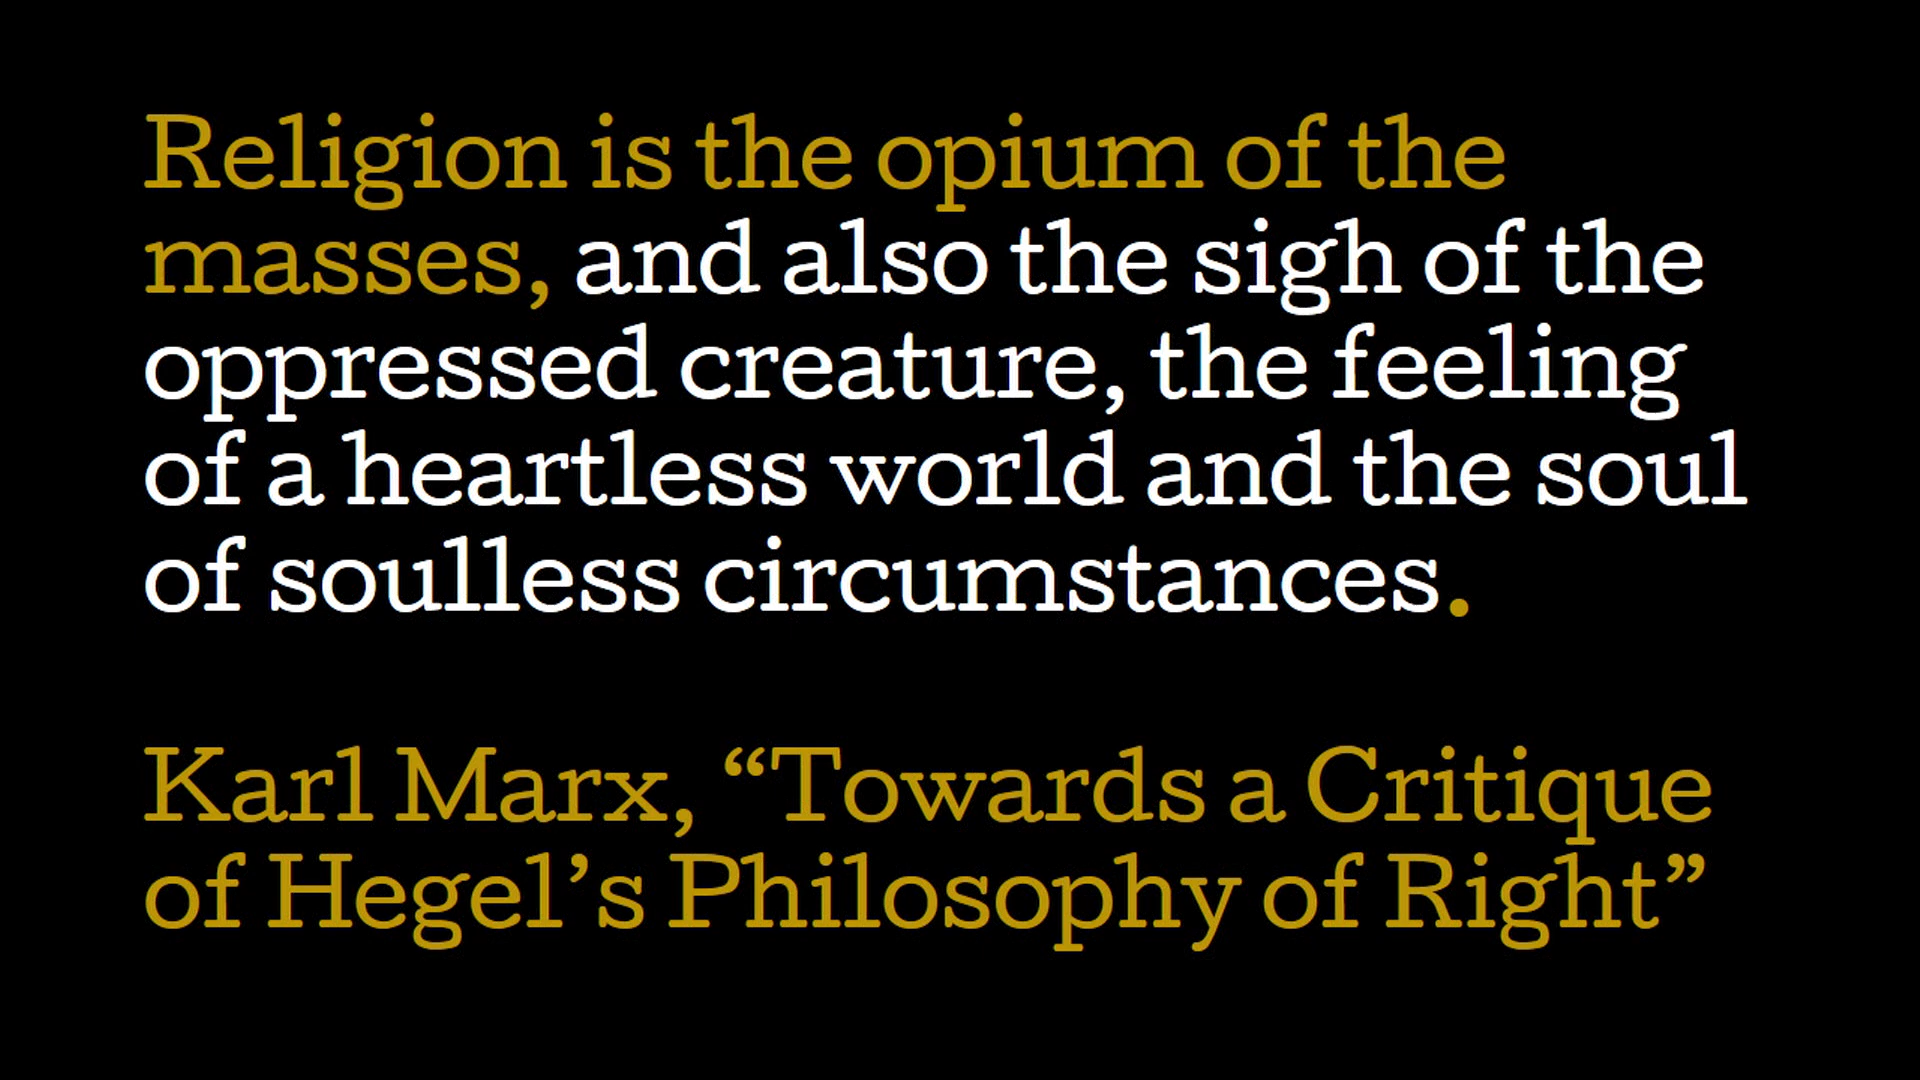 Religion is the opium of the
masses, and also the sigh of the
oppressed creature, the feeling
of a heartless world and the soul
of soulless circumstances.
Karl Marx, “Towards a Critique
of Hegel’s Philosophy of Right”